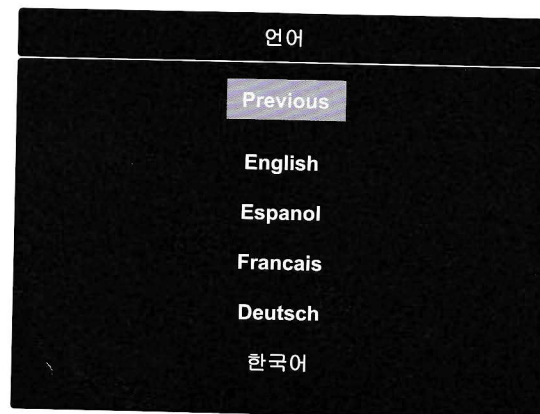 언어
Previous
English
Espanol
Francais
Deutsch
한국어